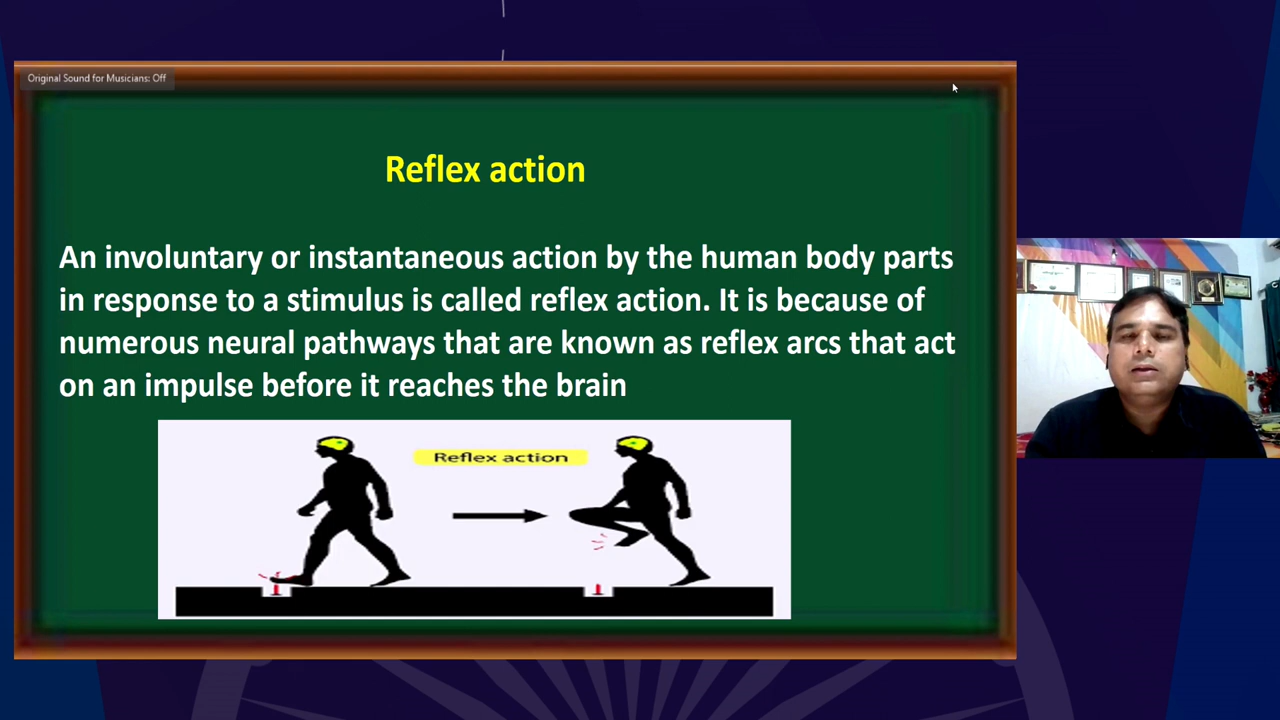 Original Sound for Musicians: Off
Reflex action
An involuntary or instantaneous action by the human body parts
in response to a stimulus is called reflex action. It is because of
numerous neural pathways that are known as reflex arcs that act
on an impulse before it reaches the brain
Reflex action